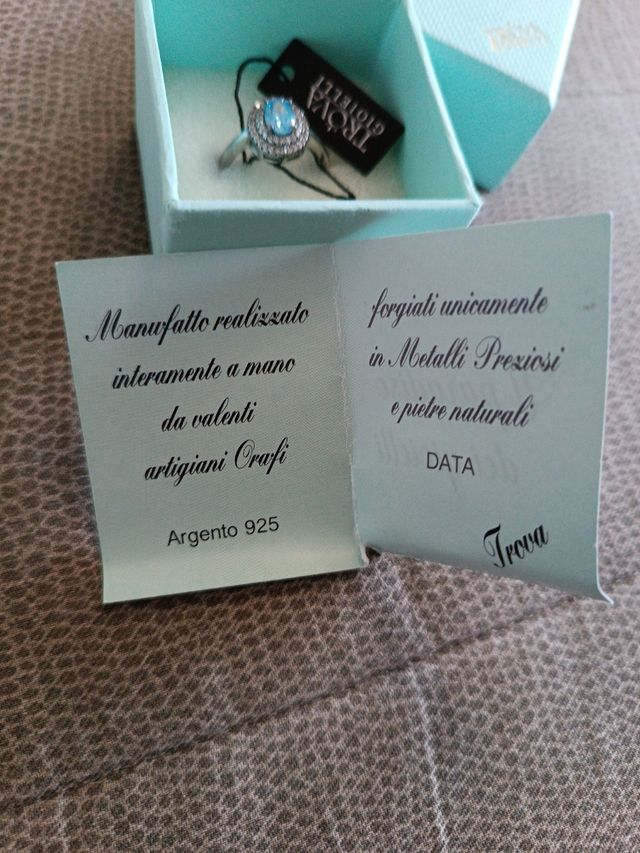 TROVA
GIOIELLI
Manufatto realizzato
interamente a mano
da valenti
artigiani Orafi
Argento 925
forgiati unicamente
in Metalli Preziosi
e pietre naturali
DATA
Trova